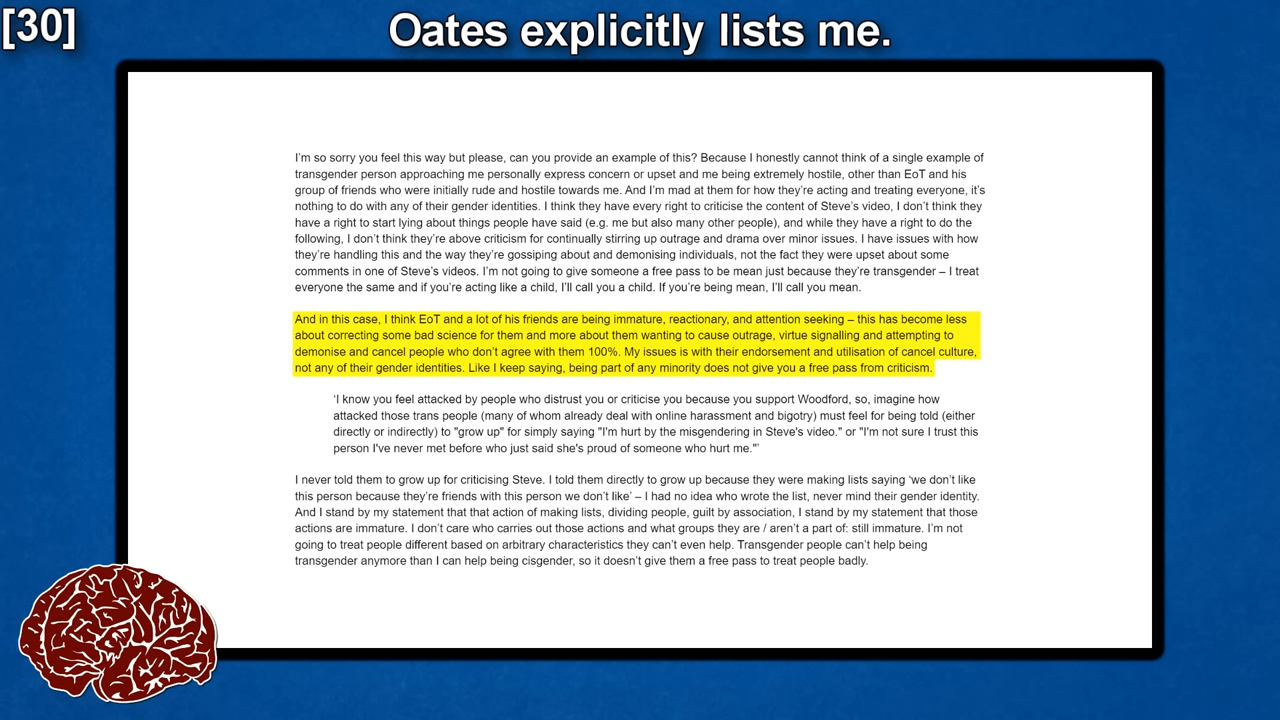 [30]
Oates explicitly lists me.
I'm so sorry you feel this way but please, can you provide an example of this? Because I honestly cannot think of a single example of
transgender person approaching me personally express concern or upset and me being extremely hostile, other than EoT and his
group of friends who were initially rude and hostile towards me. And I'm mad at them for how they're acting and treating everyone, it's
nothing to do with any of their gender identities. I think they have every right to criticise the content of Steve's video, I don't think they
have a right to start lying about things people have said (e.g. me but also many other people), and while they have a right to do the
following, I don't think they're above criticism for continually stirring up outrage and drama over minor issues. I have issues with how
they're handling this and the way they're gossiping about and demonising individuals, not the fact they were upset about some
comments in one of Steve's videos. I'm not going to give someone a free pass to be mean just because they're transgender – I treat
everyone the same and if you're acting like a child, I'll call you a child. If you're being mean, I'll call you mean.
And in this case, I think EoT and a lot of his friends are being immature, reactionary, and attention seeking – this has become less
about correcting some bad science for them and more about them wanting to cause outrage, virtue signalling and attempting to
demonise and cancel people who don't agree with them 100%. My issues is with their endorsement and utilisation of cancel culture,
not any of their gender identities. Like I keep saying, being part of any minority does not give you a free pass from criticism.
'I know you feel attacked by people who distrust you or criticise you because you support Woodford, so, imagine how
attacked those trans people (many of whom already deal with online harassment and bigotry) must feel for being told (either
directly or indirectly) to "grow up" for simply saying "I'm hurt by the misgendering in Steve's video." or "I'm not sure I trust this
person I've never met before who just said she's proud of someone who hurt me."'
I never told them to grow up for criticising Steve. I told them directly to grow up because they were making lists saying 'we don't like
this person because they're friends with this person we don't like' – I had no idea who wrote the list, never mind their gender identity.
And I stand by my statement that that action of making lists, dividing people, guilt by association, I stand by my statement that those
actions are immature. I don't care who carries out those actions and what groups they are / aren't a part of: still immature. I'm not
going to treat people different based on arbitrary characteristics they can't even help. Transgender people can't help being
transgender anymore than I can help being cisgender, so it doesn't give them a free pass to treat people badly.